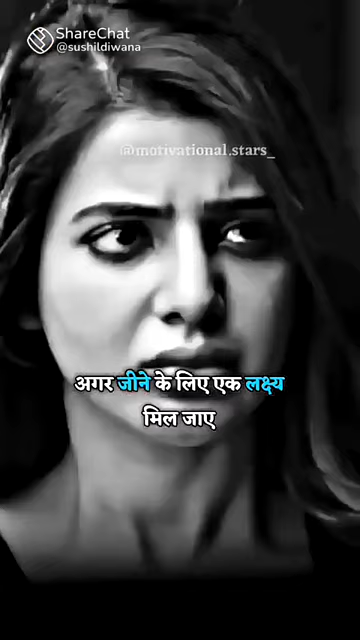 ShareChat
@sushildiwana
@motivational.stars_
अगर जीने के लिए एक लक्ष्य
मिल जाए